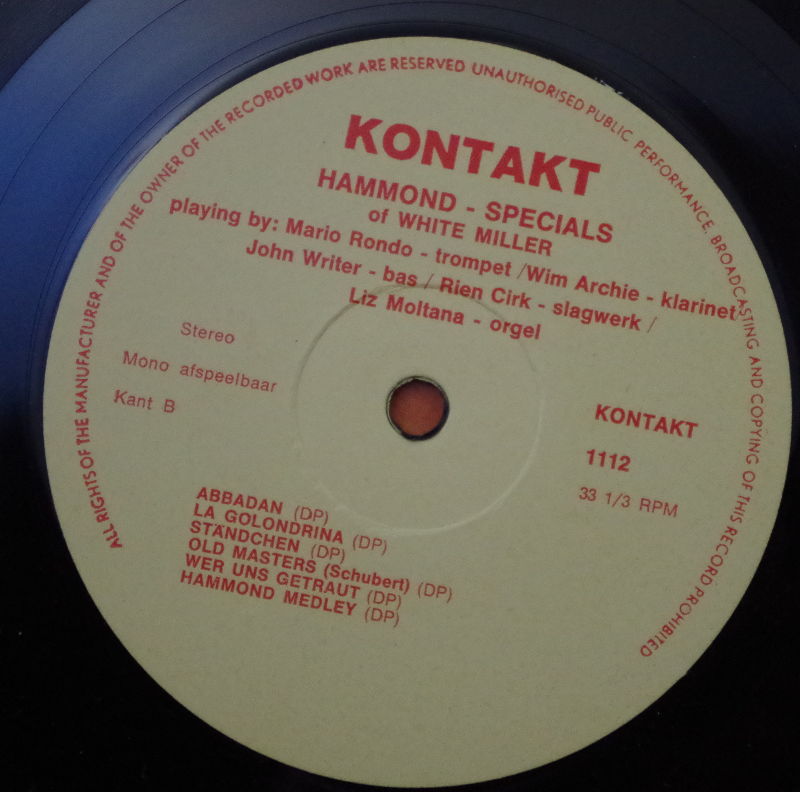 ALL RIGHTS OF THE MANUFACTURER AND OF THE OWNER OF THE RECORDED WORK ARE RESERVED UNAUTHORISED PUBLIC PERFORMANCE, BROADCASTING AND COPYING OF THIS RECORD PROHIBITED
KONTAKT
HAMMOND - SPECIALS
of WHITE MILLER
playing by: Mario Rondo - trompet /Wim Archie - klarinet
John Writer - bas / Rien Cirk - slagwerk /
Liz Moltana - orgel
Stereo
Mono afspeelbaar
Kant B
KONTAKT
1112
33 1/3 RPM
ABBADAN (DP)
LA GOLONDRINA (DP)
STÄNDCHEN (DP)
OLD MASTERS (Schubert) (DP)
WER UNS GETRAUT (DP)
HAMMOND MEDLEY (DP)